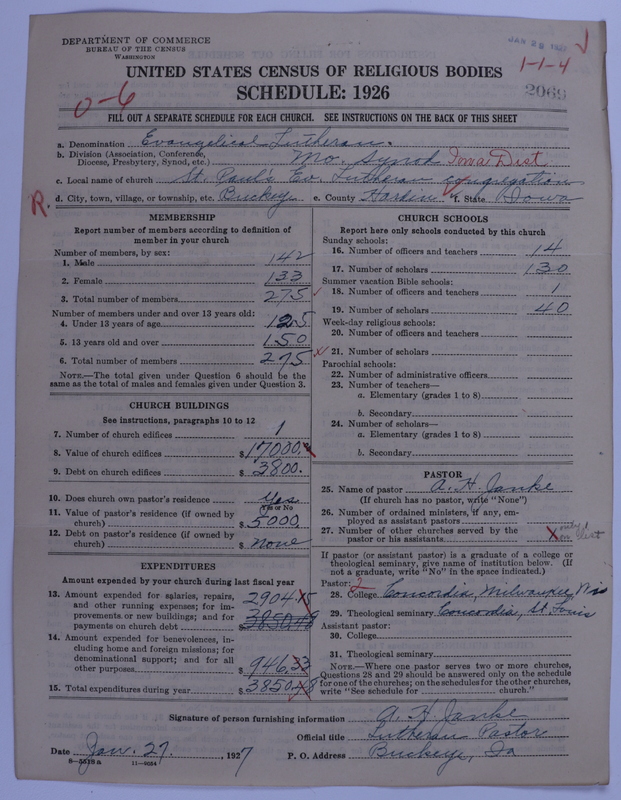 DEPARTMENT OF COMMERCE
BUREAU OF THE CENSUS
WASHINGTON
JAN 29 1927
1-1-4
UNITED STATES CENSUS OF RELIGIOUS BODIES
SCHEDULE: 1926
2069
0-6
FILL OUT A SEPARATE SCHEDULE FOR EACH CHURCH. SEE INSTRUCTIONS ON THE BACK OF THIS SHEET
a. Denomination Evangelical Lutheran.
b. Division (Association, Conference, Diocese, Presbytery, Synod, etc.) Mo. Synod Iowa Dist
c. Local name of church St. Paul's Ev. Lutheran congregation
R.
d. City, town, village, or township, etc. Buckeye e. County Hardin f. State Iowa
MEMBERSHIP
Report number of members according to definition of
member in your church
Number of members, by sex:
1. Male 142
2. Female 133
3. Total number of members 275
Number of members under and over 13 years old:
4. Under 13 years of age 125
5. 13 years old and over 150
6. Total number of members 275
NOTE.—The total given under Question 6 should be
same as the total of males and females given under Question 3.
CHURCH BUILDINGS
See instructions, paragraphs 10 to 12
7. Number of church edifices 1
8. Value of church edifices $17000.
9. Debt on church edifices $3800.
10. Does church own pastor's residence Yes
Yes or No
11. Value of pastor's residence (if owned by
church) $5000.
12. Debt on pastor's residence (if owned by
church) $none
EXPENDITURES
Amount expended by your church during last fiscal year
13. Amount expended for salaries, repairs, 2904.15
and other running expenses; for im-
provements or new buildings; and for 3850.48
payments on church debt $
14. Amount expended for benevolences, in-
cluding home and foreign missions; for
denominational support; and for all
other purposes $946.33
15. Total expenditures during year $3850.48
CHURCH SCHOOLS
Report here only schools conducted by this church
Sunday schools:
16. Number of officers and teachers 14
17. Number of scholars 130
Summer vacation Bible schools:
18. Number of officers and teachers 1
19. Number of scholars 40
Week-day religious schools:
20. Number of officers and teachers
21. Number of scholars
Parochial schools:
22. Number of administrative officers
23. Number of teachers—
a. Elementary (grades 1 to 8)
b. Secondary
24. Number of scholars—
a. Elementary (grades 1 to 8)
b. Secondary
PASTOR
25. Name of pastor A. H. Janke
(If church has no pastor, write "None")
26. Number of ordained ministers, if any, em-
ployed as assistant pastors
27. Number of other churches served by the
pastor or his assistants X only on list
If pastor (or assistant pastor) is a graduate of a college or
theological seminary, give name of institution below. (If
not a graduate, write "No" in the space indicated.)
Pastor: 2
28. College Concordia, Milwaukee, Wis
29. Theological seminary Concordia, St Louis
Assistant pastor:
30. College
31. Theological seminary
NOTE.—Where one pastor serves two or more churches,
Questions 28 and 29 should be answered only on the schedule
for one of the churches; on the schedules for the other churches,
write "See schedule for church."
Signature of person furnishing information A H Janke
Official title Lutheran Pastor
Date Jan. 27, 1927 P. O. Address Buckeye, Ia
8-5518a 11-9054